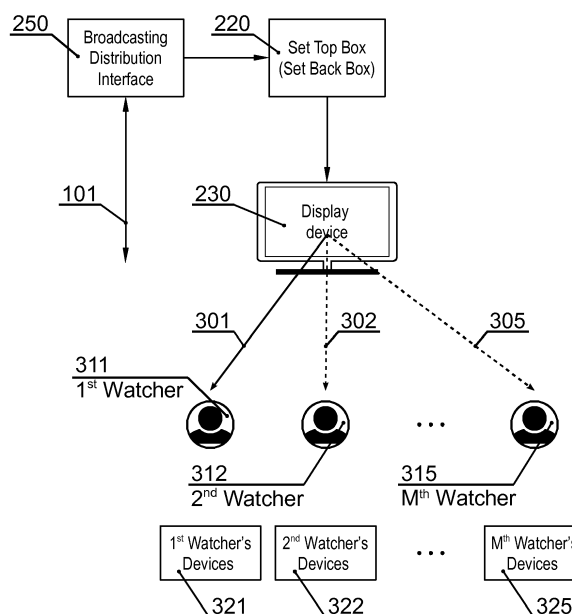 250
Broadcasting
Distribution
Interface
220
Set Top Box
(Set Back Box)
101
230
Display
device
301
302
305
311
1st Watcher
312
2nd Watcher
...
315
Mth Watcher
1st Watcher's
Devices
2nd Watcher's
Devices
...
Mth Watcher's
Devices
321
322
325